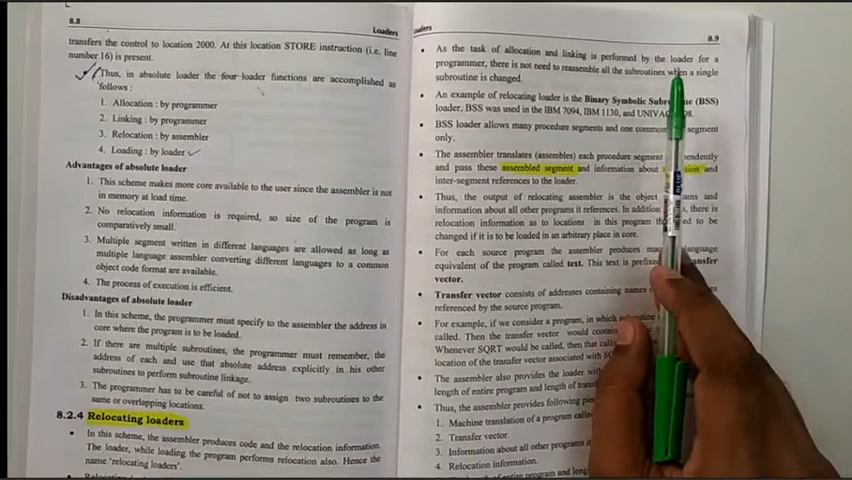 8.8
Loaders
transfers the control to location 2000. At this location STORE instruction (i.e. line
number 16) is present.
Thus, in absolute loader the four loader functions are accomplished as
follows :
1. Allocation : by programmer
2. Linking : by programmer
3. Relocation : by assembler
4. Loading : by loader
Advantages of absolute loader
1. This scheme makes more core available to the user since the assembler is not
in memory at load time.
2. No relocation information is required, so size of the program is
comparatively small.
3. Multiple segment written in different languages are allowed as long as
multiple language assembler converting different languages to a common
object code format are available.
4. The process of execution is efficient.
Disadvantages of absolute loader
1. In this scheme, the programmer must specify to the assembler the address in
core where the program is to be loaded.
2. If there are multiple subroutines, the programmer must remember, the
address of each and use that absolute address explicitly in his other
subroutines to perform subroutine linkage.
3. The programmer has to be careful of not to assign two subroutines to the
same or overlapping locations.
8.2.4 Relocating loaders
• In this scheme, the assembler produces code and the relocation information.
The loader, while loading the program performs relocation also. Hence the
name 'relocating loaders'.
8.9
• As the task of allocation and linking is performed by the loader for a
programmer, there is not need to reassemble all the subroutines when a single
subroutine is changed.
• An example of relocating loader is the Binary Symbolic (BSS)
loader. BSS was used in the IBM 7094, IBM 1130, and
• BSS loader allows many procedure segments and one common segment
only.
• The assembler translates (assembles) each procedure segment
and pass these assembled segment and information about and
inter-segment references to the loader.
• Thus, the output of relocating assembler is the object and
information about all other programs it references. In addition there is
relocation information as to locations in this program to be
changed if it is to be loaded in an arbitrary place in core.
• For each source program the assembler produces
equivalent of the program called text. This text is
vector.
• Transfer vector consists of addresses containing names
referenced by the source program.
• For example, if we consider a program, in which
called. Then the transfer vector would
Whenever SQRT would be called, then that
location of the transfer vector associated with
• The assembler also provides the loader
length of entire program and length of
• Thus, the assembler provides following
1. Machine translation of a program
2. Transfer vector.
3. Information about all other programs
4. Relocation information.